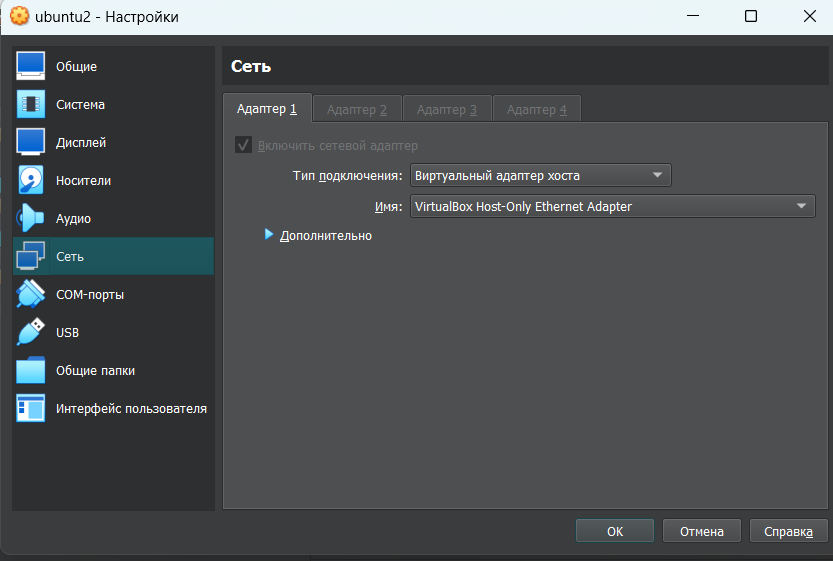 ubuntu2 - Настройки
Общие
Система
Дисплей
Носители
Аудио
Сеть
COM-порты
USB
Общие папки
Интерфейс пользователя
Сеть
Адаптер 1 Адаптер 2 Адаптер 3 Адаптер 4
Включить сетевой адаптер
Тип подключения: Виртуальный адаптер хоста
Имя: VirtualBox Host-Only Ethernet Adapter
Дополнительно
OK Отмена Справка